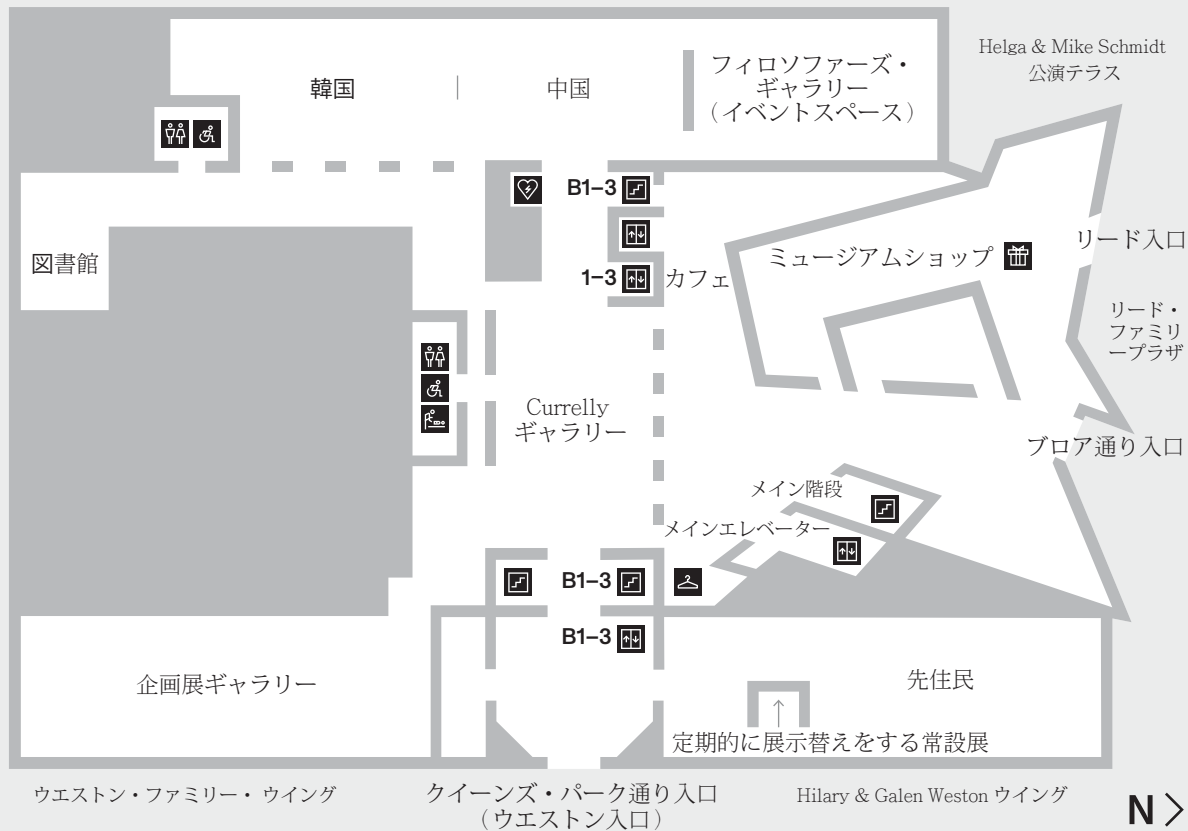 Helga & Mike Schmidt
公演テラス
韓国
中国
フィロソファーズ・
ギャラリー
（イベントスペース）
B1–3
1–3
カフェ
図書館
ミュージアムショップ
リード入口
リード・
ファミリ
ープラザ
Currelly
ギャラリー
ブロア通り入口
メイン階段
メインエレベーター
B1–3
B1–3
企画展ギャラリー
先住民
定期的に展示替えをする常設展
ウエストン・ファミリー・ ウイング
クイーンズ・パーク通り入口
（ウエストン入口）
Hilary & Galen Weston ウイング
N